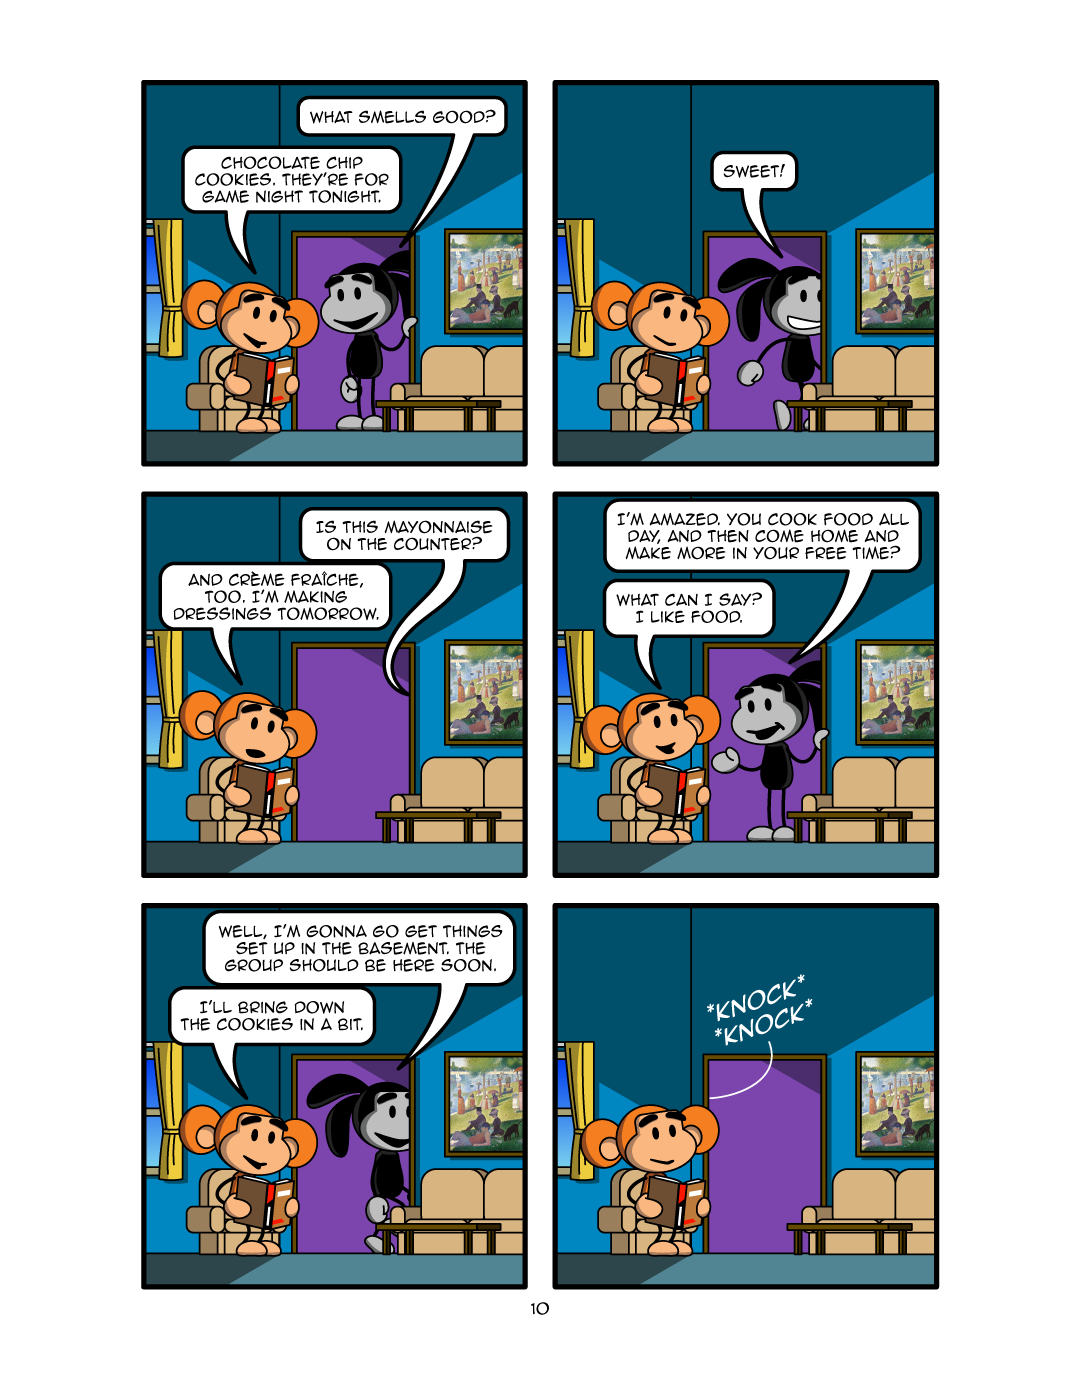 WHAT SMELLS GOOD?
CHOCOLATE CHIP
COOKIES. THEY'RE FOR
GAME NIGHT TONIGHT.
SWEET!
IS THIS MAYONNAISE
ON THE COUNTER?
AND CRÈME FRAÎCHE,
TOO. I'M MAKING
DRESSINGS TOMORROW.
I'M AMAZED. YOU COOK FOOD ALL
DAY, AND THEN COME HOME AND
MAKE MORE IN YOUR FREE TIME?
WHAT CAN I SAY?
I LIKE FOOD.
WELL, I'M GONNA GO GET THINGS
SET UP IN THE BASEMENT. THE
GROUP SHOULD BE HERE SOON.
I'LL BRING DOWN
THE COOKIES IN A BIT.
*KNOCK*
*KNOCK*
10